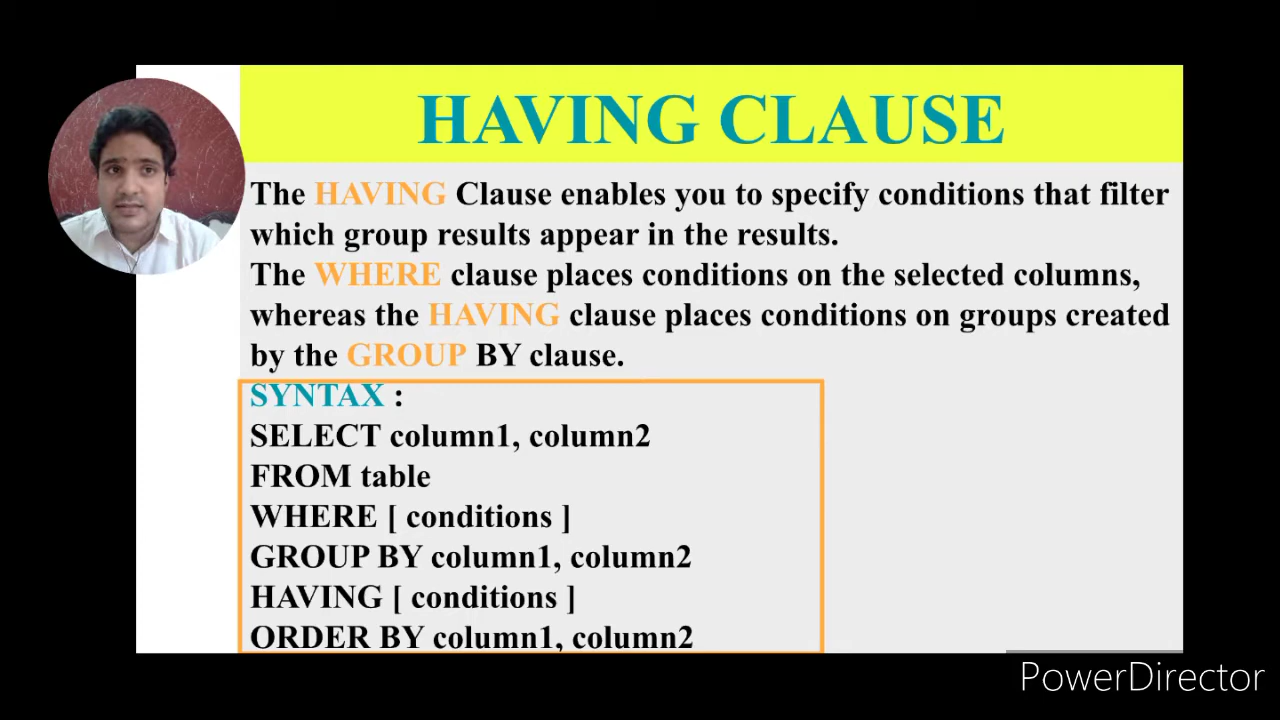 HAVING CLAUSE
The HAVING Clause enables you to specify conditions that filter
which group results appear in the results.
The WHERE clause places conditions on the selected columns,
whereas the HAVING clause places conditions on groups created
by the GROUP BY clause.
SYNTAX :
SELECT column1, column2
FROM table
WHERE [ conditions ]
GROUP BY column1, column2
HAVING [ conditions ]
ORDER BY column1, column2
PowerDirector